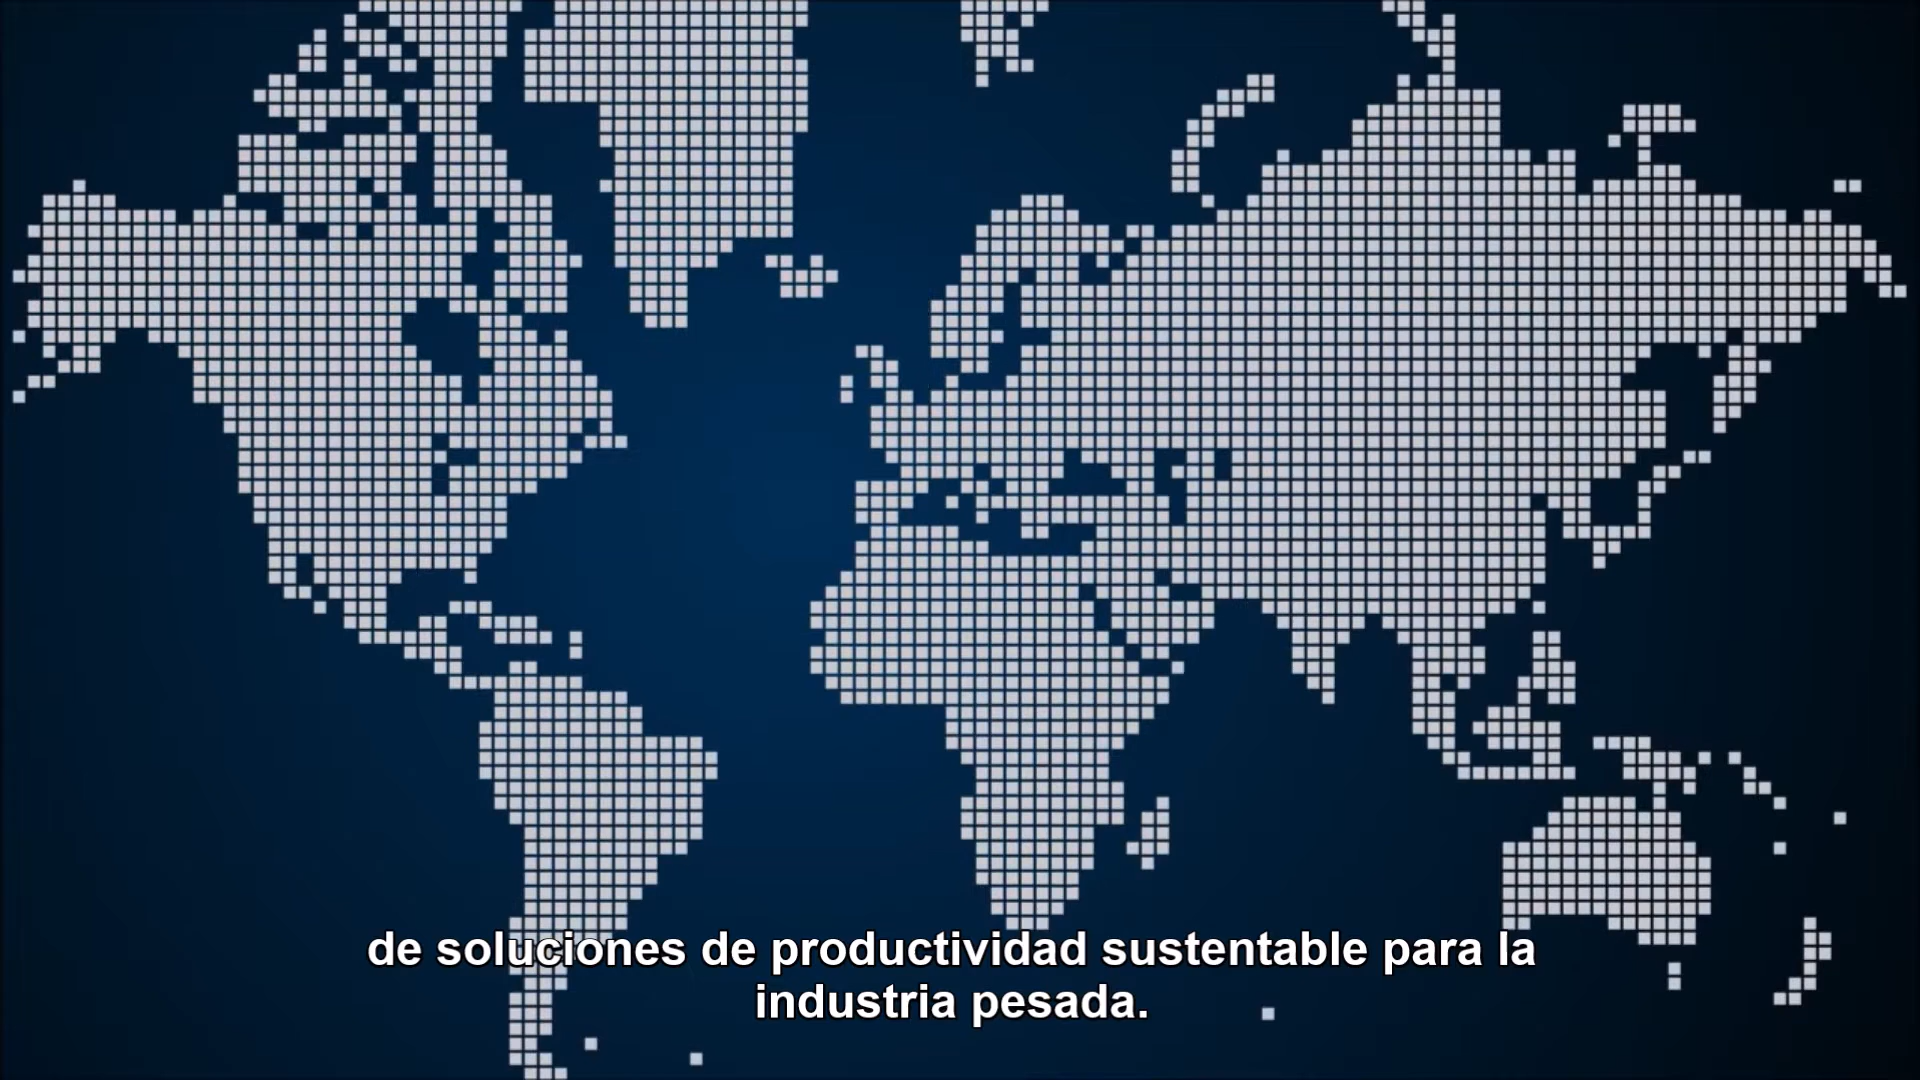 de soluciones de productividad sustentable para la
industria pesada.